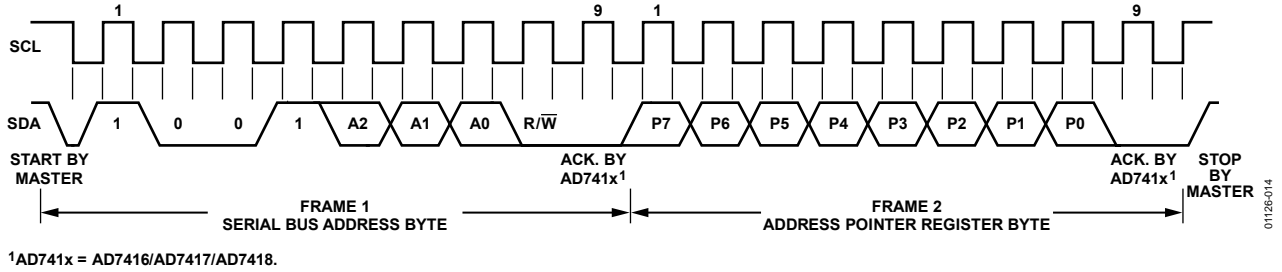 1 9 1 9
SCL
SDA 1 0 0 1 A2 A1 A0 R/W̅ P7 P6 P5 P4 P3 P2 P1 P0
START BY
MASTER
ACK. BY
AD741x¹
ACK. BY
AD741x¹
STOP
BY
MASTER
FRAME 1
SERIAL BUS ADDRESS BYTE
FRAME 2
ADDRESS POINTER REGISTER BYTE
01126-014
¹AD741x = AD7416/AD7417/AD7418.